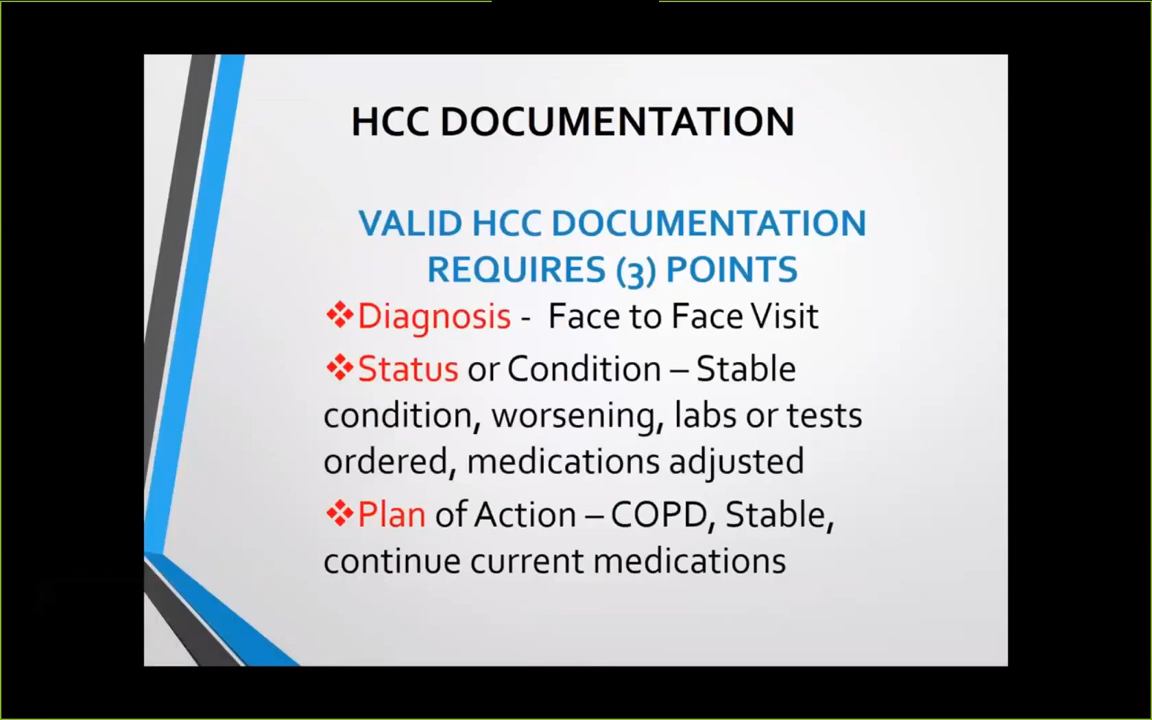 HCC DOCUMENTATION
VALID HCC DOCUMENTATION
REQUIRES (3) POINTS
❖Diagnosis - Face to Face Visit
❖Status or Condition – Stable
condition, worsening, labs or tests
ordered, medications adjusted
❖Plan of Action – COPD, Stable,
continue current medications